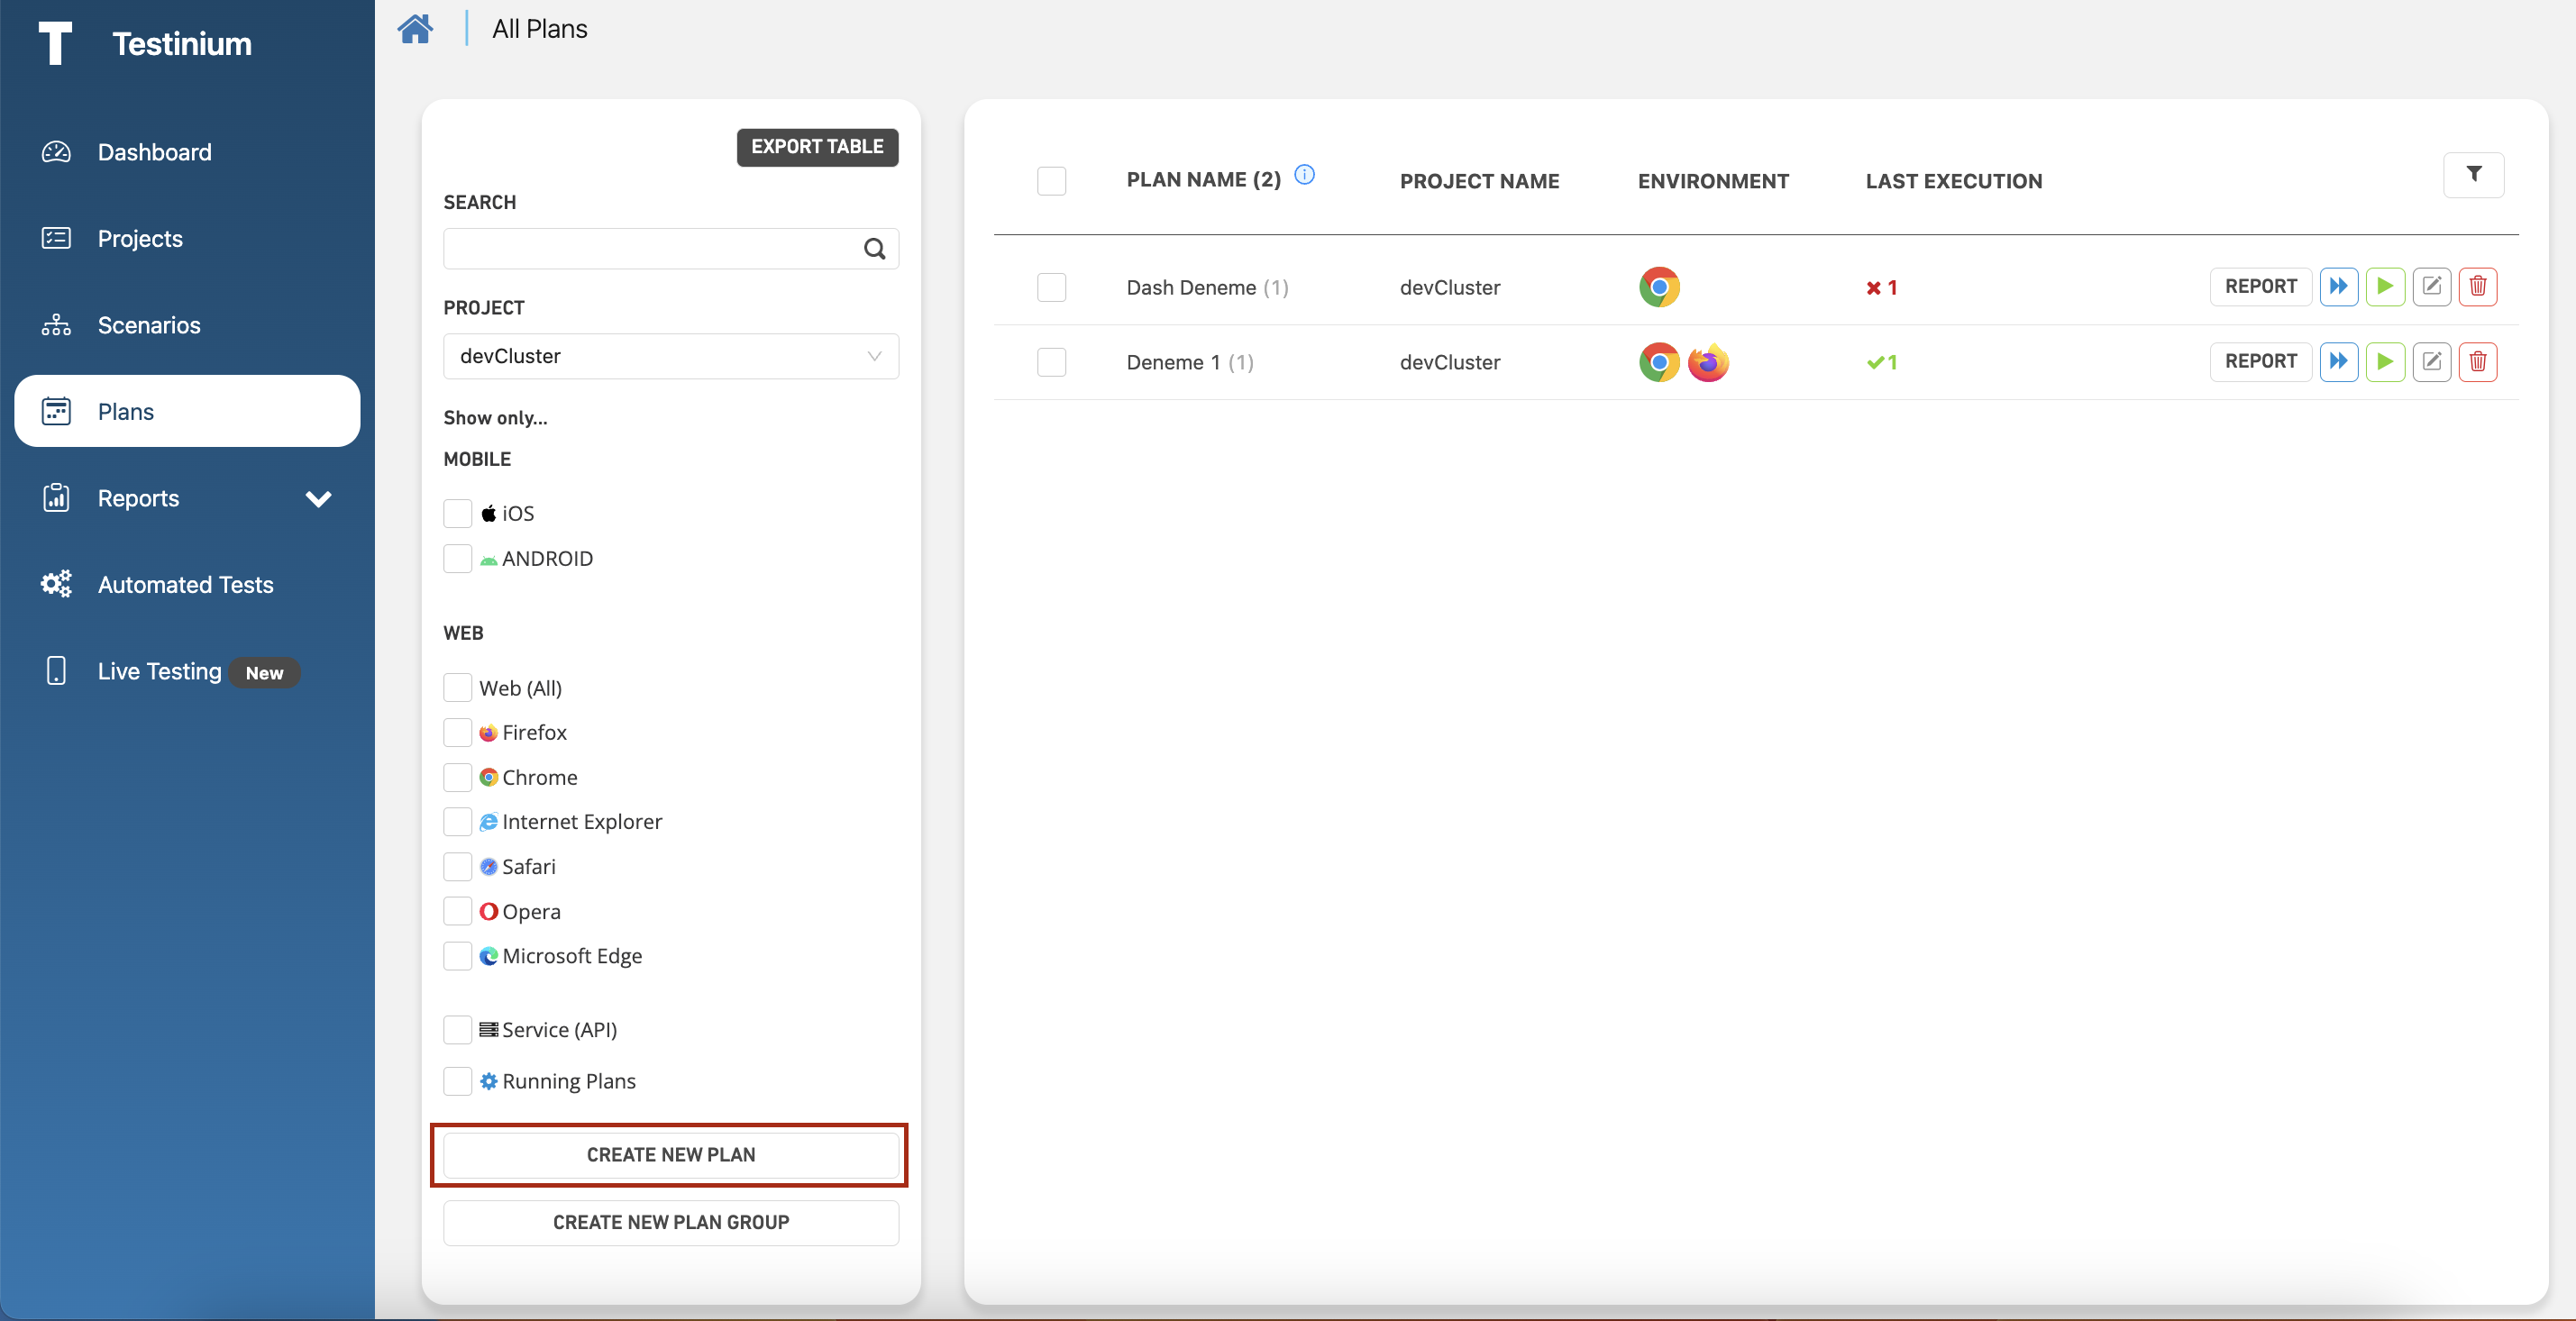 Testinium
Dashboard
Projects
Scenarios
Plans
Reports
Automated Tests
Live Testing New
All Plans
EXPORT TABLE
SEARCH
PROJECT
devCluster
Show only...
MOBILE
iOS
ANDROID
WEB
Web (All)
Firefox
Chrome
Internet Explorer
Safari
Opera
Microsoft Edge
Service (API)
Running Plans
CREATE NEW PLAN
CREATE NEW PLAN GROUP
PLAN NAME (2) PROJECT NAME ENVIRONMENT LAST EXECUTION
Dash Deneme (1) devCluster 1 REPORT
Deneme 1 (1) devCluster 1 REPORT